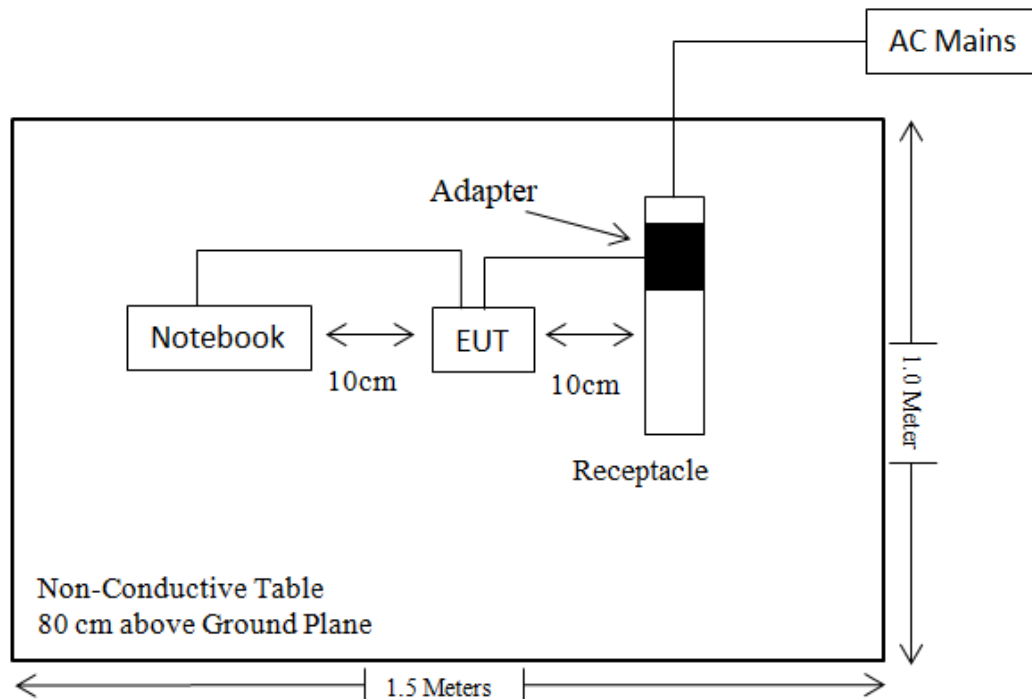 AC Mains
Adapter
Notebook
EUT
10cm
10cm
1.0 Meter
Receptacle
Non-Conductive Table
80 cm above Ground Plane
1.5 Meters